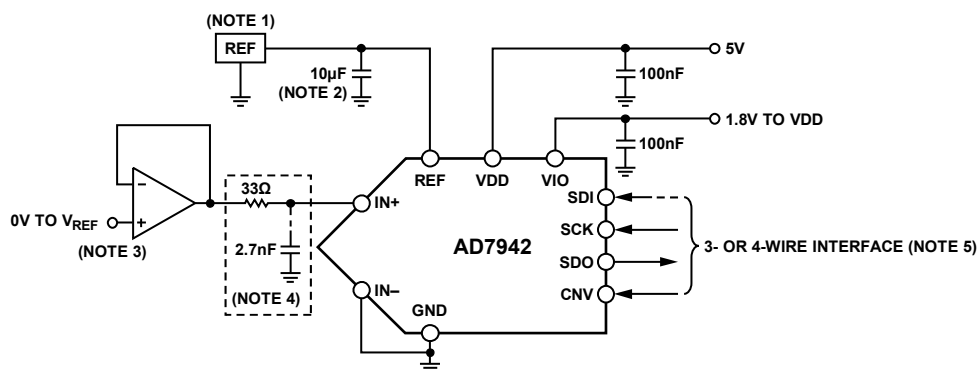 (NOTE 1)
REF
10µF
(NOTE 2)
100nF
5V
100nF
1.8V TO VDD
REF
VDD
VIO
–
+
0V TO VREF
(NOTE 3)
33Ω
2.7nF
(NOTE 4)
IN+
IN–
AD7942
GND
SDI
SCK
SDO
CNV
3- OR 4-WIRE INTERFACE (NOTE 5)